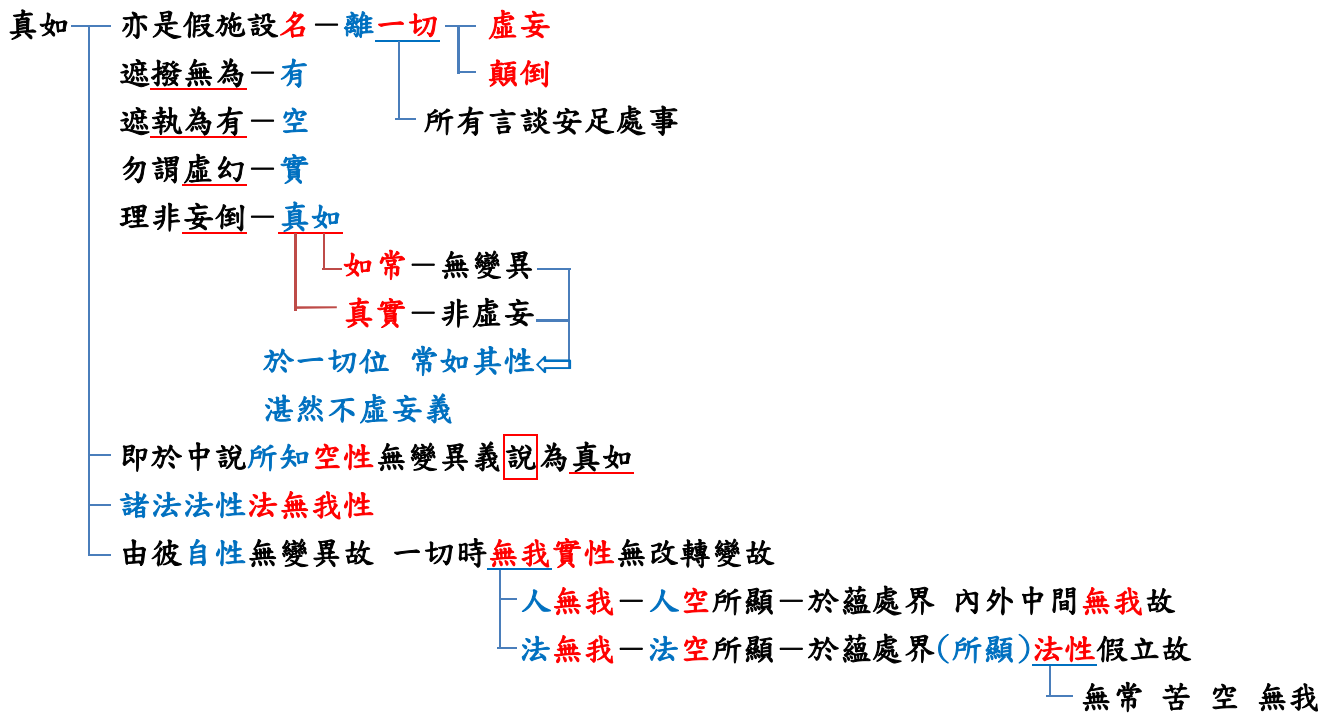 真如 亦是假施設名－離一切 虛妄
遮撥無為－有 顛倒
遮執為有－空 所有言談安足處事
勿謂虛幻－實
理非妄倒－真如
如常－無變異
真實－非虛妄
於一切位 常如其性
湛然不虛妄義
即於中說所知空性無變異義說為真如
諸法法性法無我性
由彼自性無變異故 一切時無我實性無改轉變故
人無我－人空所顯－於蘊處界 內外中間無我故
法無我－法空所顯－於蘊處界(所顯)法性假立故
無常 苦 空 無我